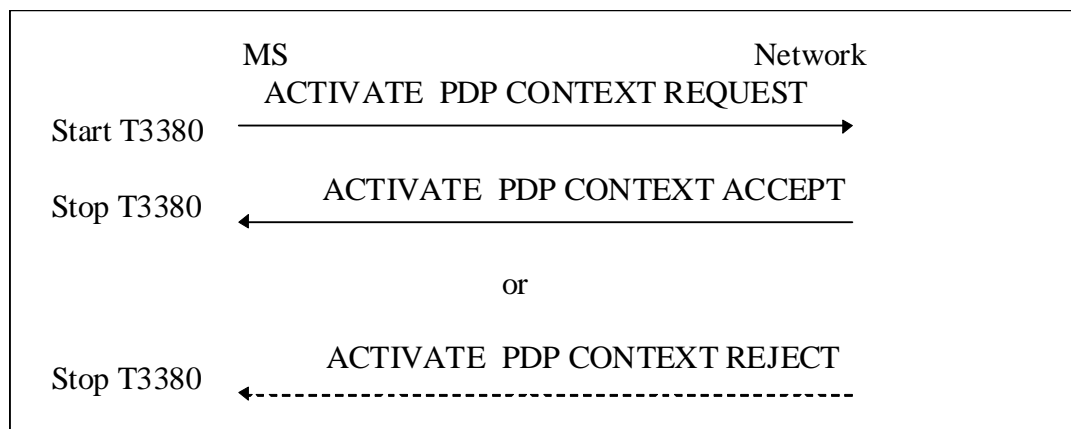 MS Network
ACTIVATE PDP CONTEXT REQUEST
Start T3380
ACTIVATE PDP CONTEXT ACCEPT
Stop T3380
or
ACTIVATE PDP CONTEXT REJECT
Stop T3380